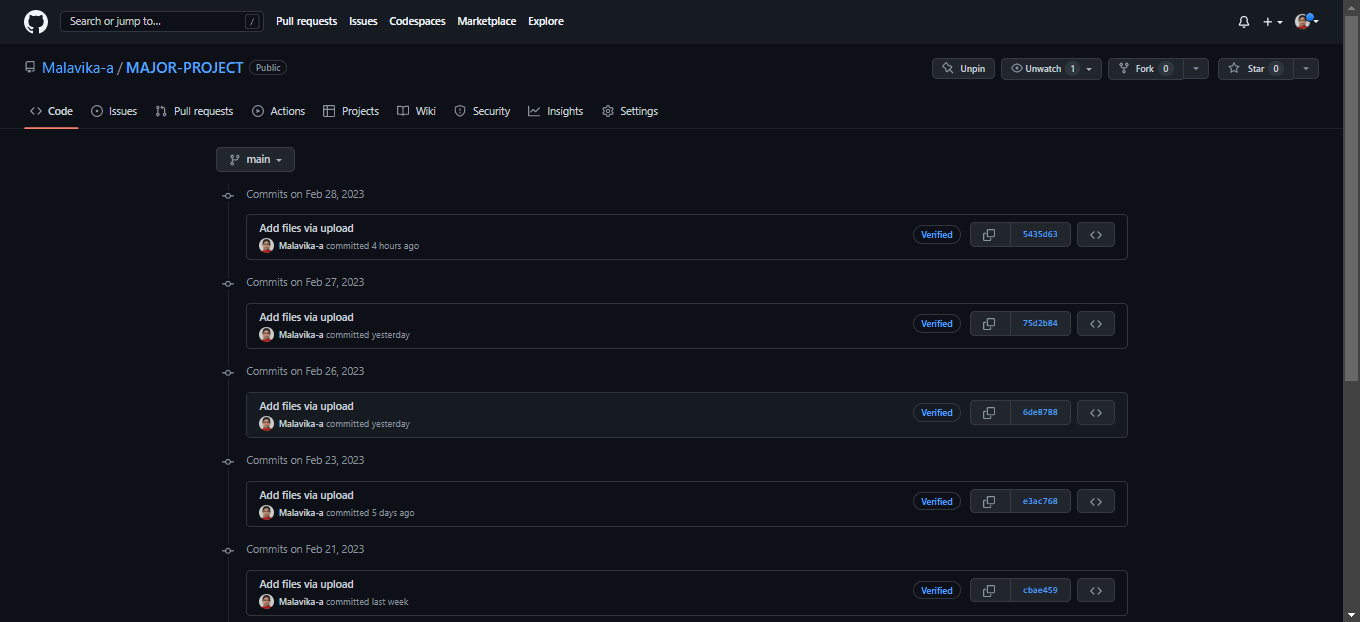 Search or jump to... /
Pull requests Issues Codespaces Marketplace Explore
Malavika-a / MAJOR-PROJECT Public
Unpin Unwatch 1 Fork 0 Star 0
Code Issues Pull requests Actions Projects Wiki Security Insights Settings
main
Commits on Feb 28, 2023
Add files via upload
Malavika-a committed 4 hours ago
Verified 5435d63
Commits on Feb 27, 2023
Add files via upload
Malavika-a committed yesterday
Verified 75d2b84
Commits on Feb 26, 2023
Add files via upload
Malavika-a committed yesterday
Verified 6de8788
Commits on Feb 23, 2023
Add files via upload
Malavika-a committed 5 days ago
Verified e3ac768
Commits on Feb 21, 2023
Add files via upload
Malavika-a committed last week
Verified cbae459